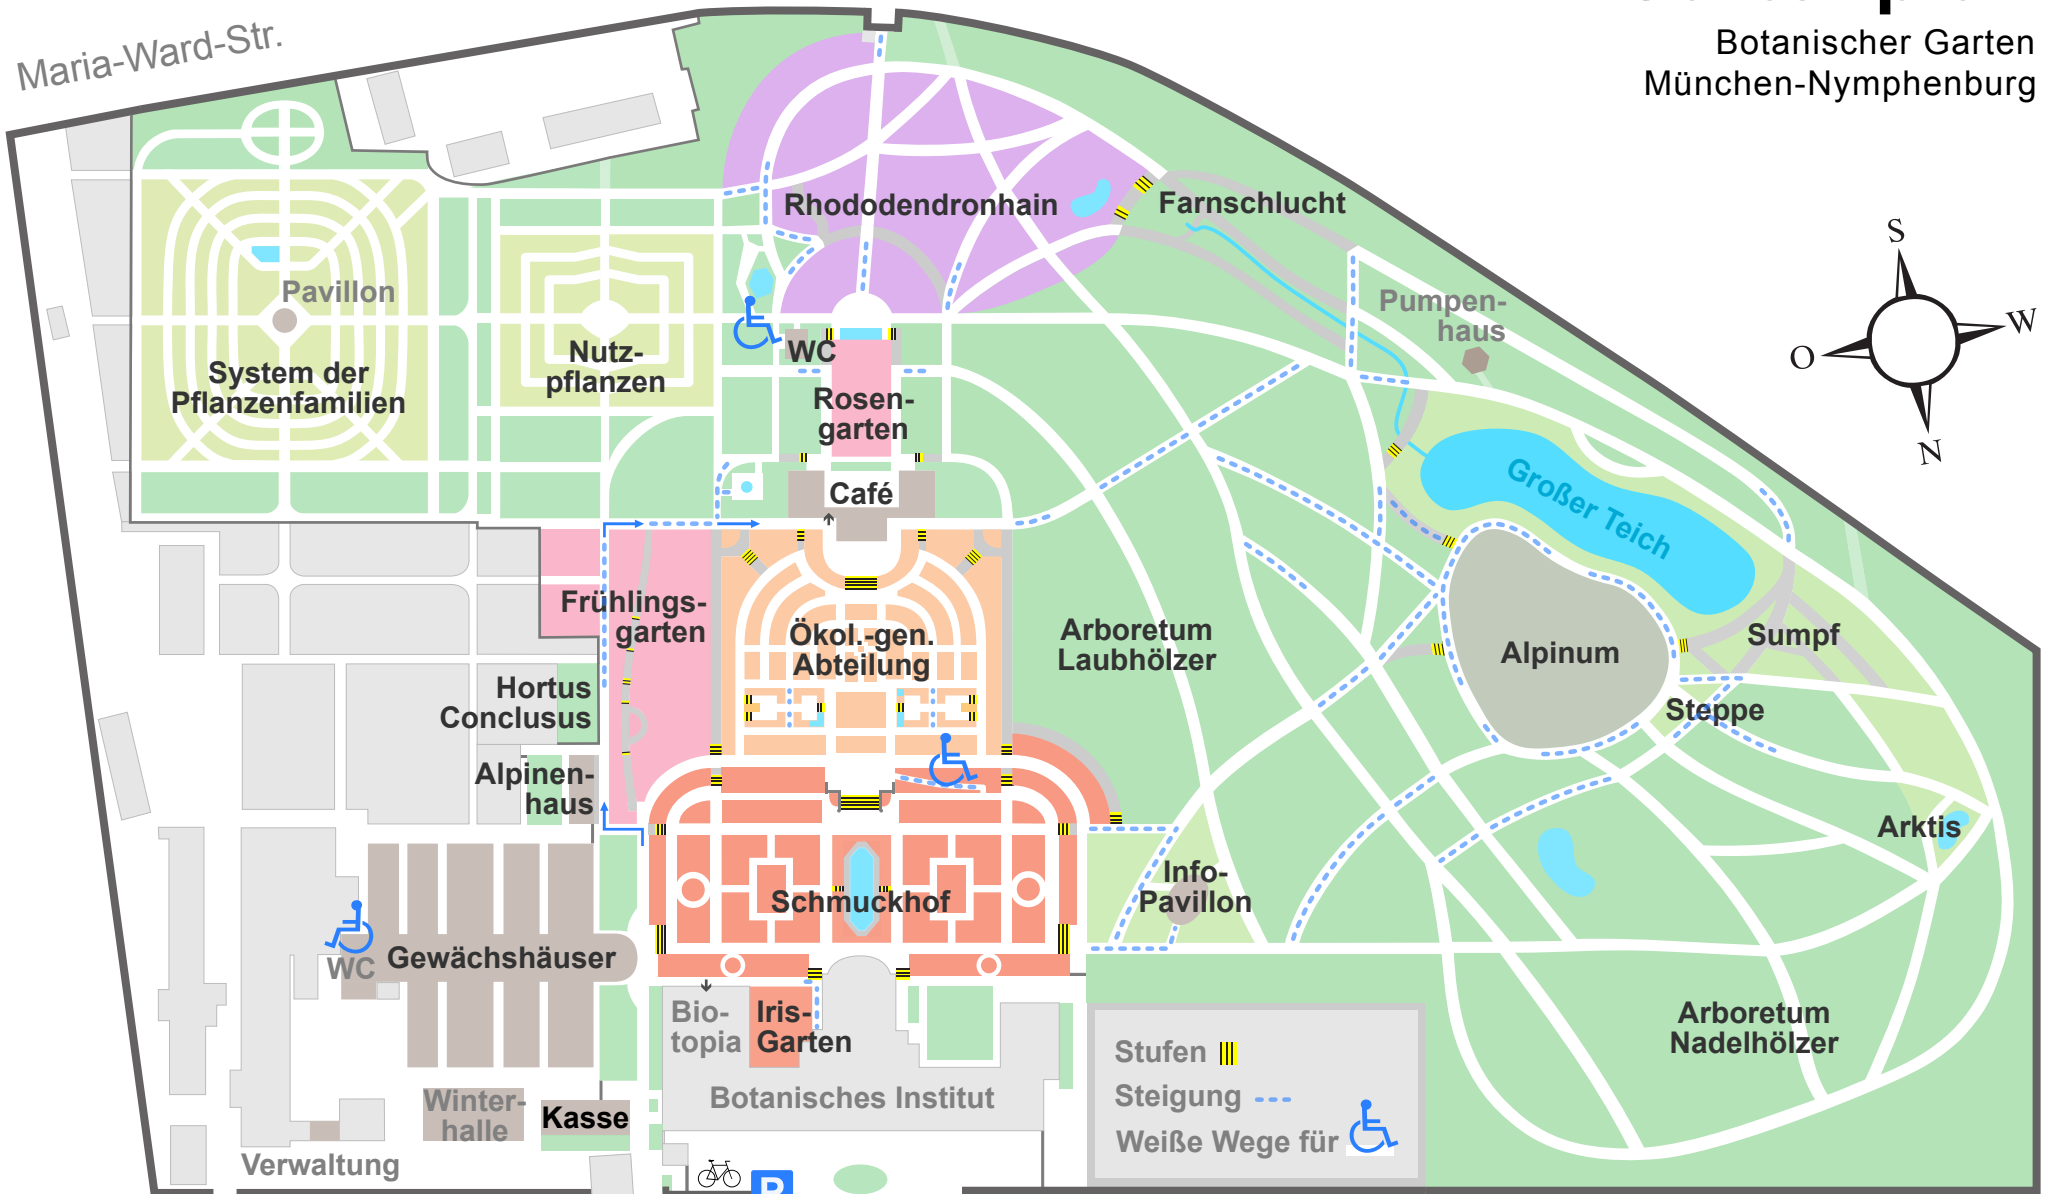 Maria-Ward-Str.
Botanischer Garten
München-Nymphenburg
Rhododendronhain
Farnschlucht
S
W
O
N
Pavillon
Pumpen-
haus
System der
Pflanzenfamilien
Nutz-
pflanzen
WC
Rosen-
garten
Café
Großer Teich
Frühlings-
garten
Ökol.-gen.
Abteilung
Arboretum
Laubhölzer
Alpinum
Sumpf
Hortus
Conclusus
Steppe
Alpinen-
haus
Arktis
Info-
Pavillon
Schmuckhof
Gewächshäuser
WC
Bio-
topia
Iris-
Garten
Arboretum
Nadelhölzer
Botanisches Institut
Stufen
Steigung
Weiße Wege für
Winter-
halle
Kasse
Verwaltung
P